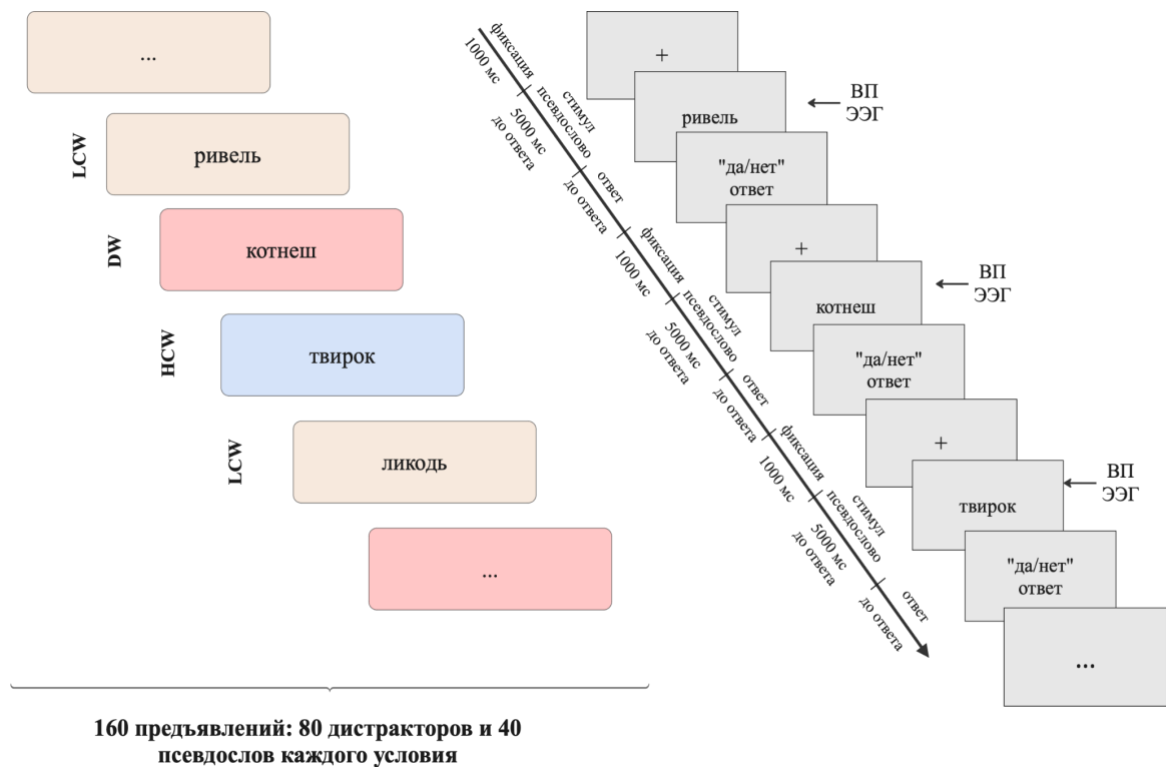 ...
LCW
ривель
DW
котнеш
HCW
твирок
LCW
ликодь
...
160 предъявлений: 80 дистракторов и 40
псевдослов каждого условия
фиксация
1000 мс
стимул
псевдослово
5000 мс
до ответа
ответ
до ответа
фиксация
1000 мс
стимул
псевдослово
5000 мс
до ответа
ответ
до ответа
фиксация
1000 мс
стимул
псевдослово
5000 мс
до ответа
ответ
до ответа
+
ривель
ВП
ЭЭГ
"да/нет"
ответ
+
котнеш
ВП
ЭЭГ
"да/нет"
ответ
+
твирок
ВП
ЭЭГ
"да/нет"
ответ
...